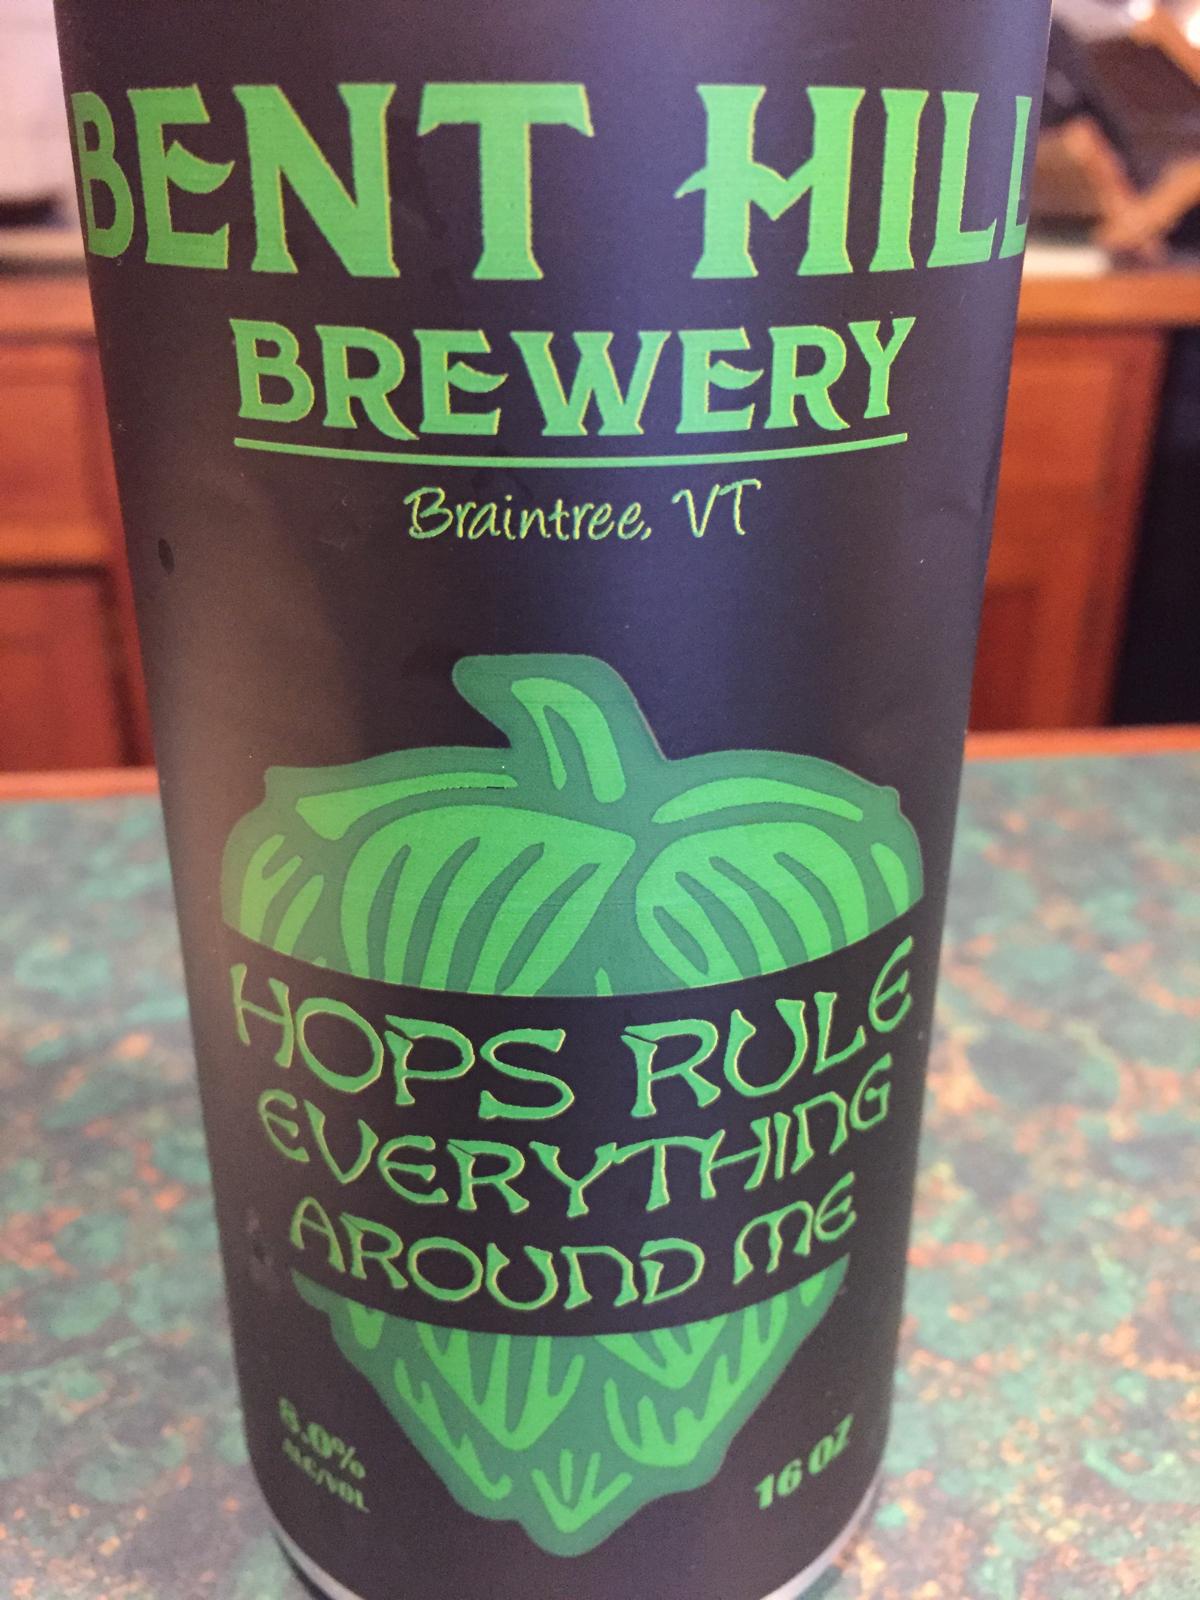 BENT HILL
BREWERY
Braintree, VT
HOPS RULE
EVERYTHING
AROUND ME
ALC/VOL
16 OZ